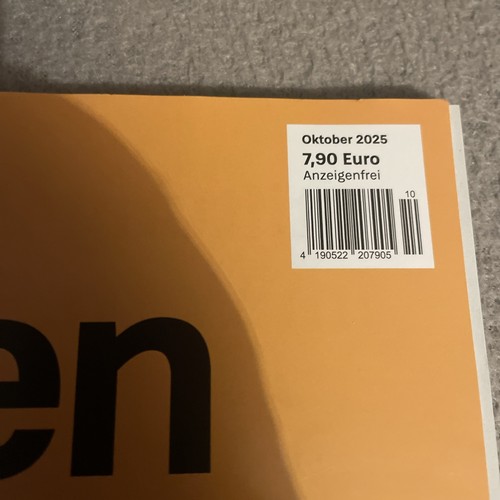 Oktober 2025
7,90 Euro
Anzeigenfrei
10
4 190522 207905
en